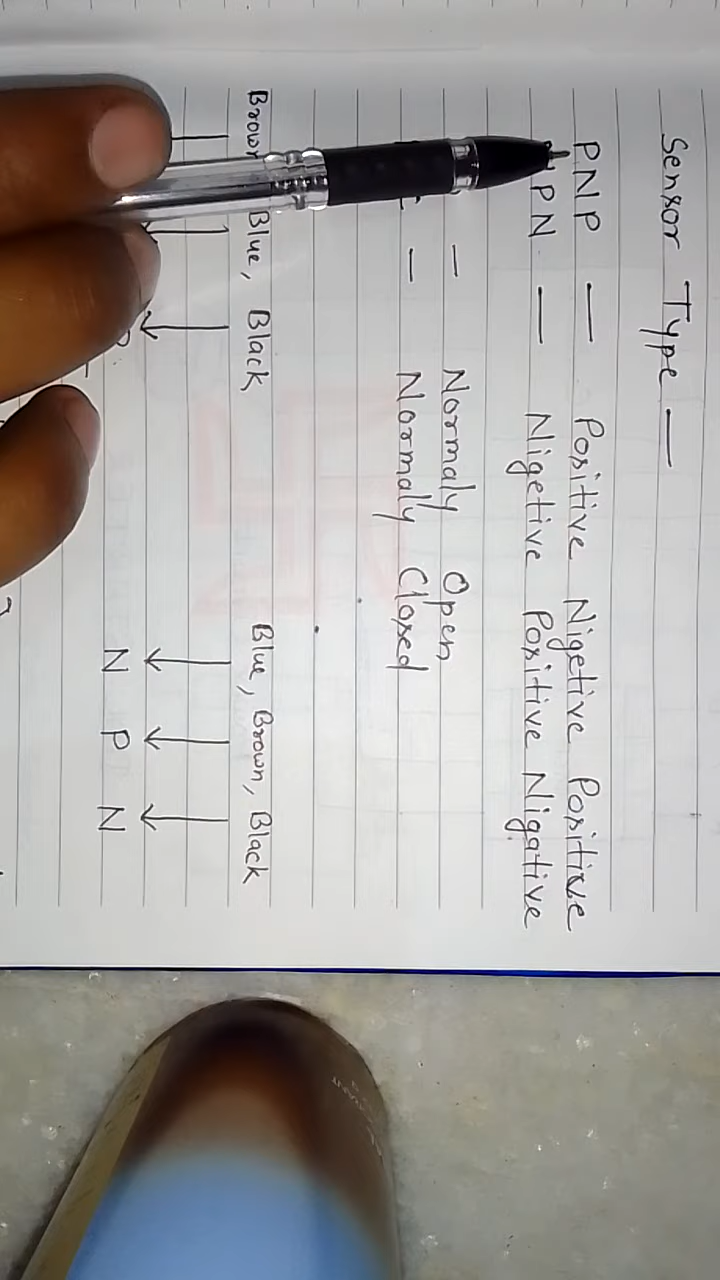 Sensor Type —
PNP — Positive Nigetive Positive
NPN — Nigetive Positive Nigative
— Normaly Open
— Normaly Closed
Brown Blue, Black Blue, Brown, Black
N P N